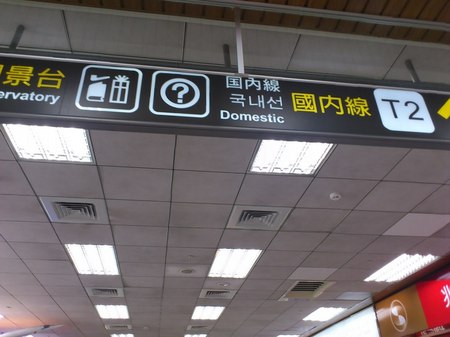 景台
ervatory
?
国内線
국내선
Domestic
國內線
T2